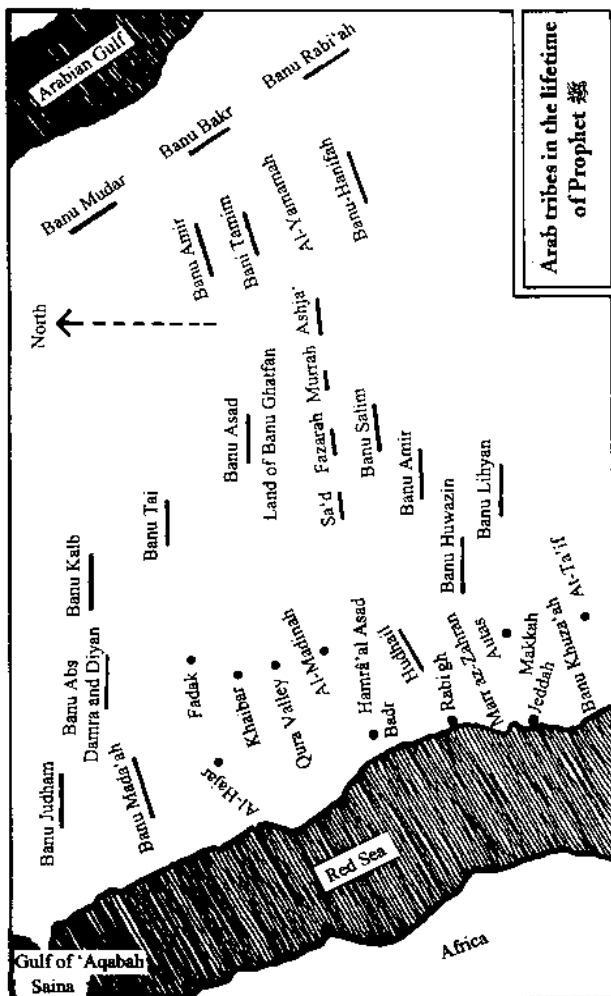 Arab tribes in the lifetime
of Prophet ﷺ
Arabian Gulf
Banu Rabi'ah
Banu Bakr
Banu Mudar
Banu Amir
Bani Tamim
Al-Yamamah
Banu-Hanifah
North
Ashja'
Murrah
Fazarah
Sa'd
Banu Asad
Land of Banu Ghatfan
Banu Salim
Banu Amir
Banu Tai
Banu Kalb
Banu Huwazin
Banu Lihyan
Banu Abs
Damra and Diyan
Fadak
Khaibar
Qura Valley
Al-Madinah
Hamrâ'al Asad
Badr
Hudhail
Rabigh
Marr az-Zahran
Autas
Makkah
Jeddah
Banu Khuza'ah
At-Ta'if
Banu Judham
Banu Mada'ah
Al-Hajar
Red Sea
Gulf of 'Aqabah
Saina
Africa